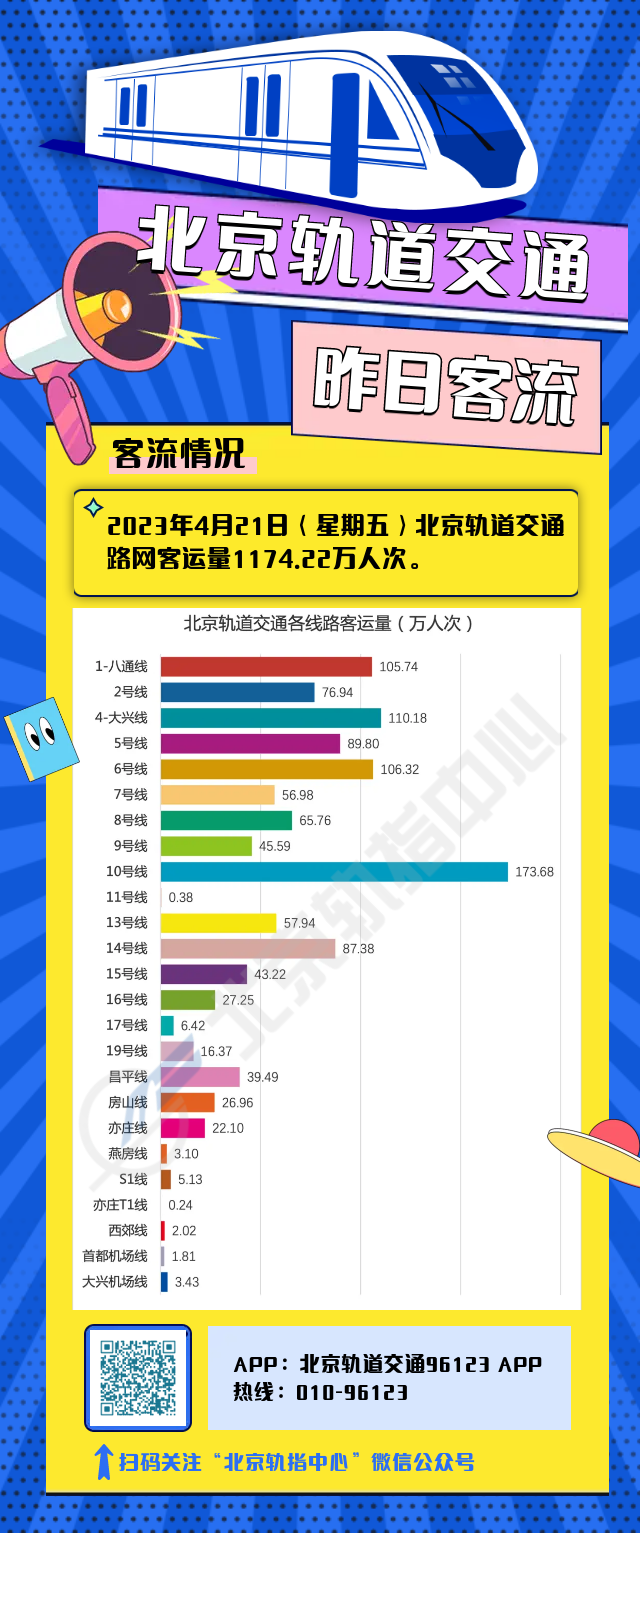 北京轨道交通
昨日客流
客流情况
2023年4月21日（星期五）北京轨道交通
路网客运量1174.22万人次。
北京轨道交通各线路客运量（万人次）
1-八通线 105.74
2号线 76.94
4-大兴线 110.18
5号线 89.80
6号线 106.32
7号线 56.98
8号线 65.76
9号线 45.59
10号线 173.68
11号线 0.38
13号线 57.94
14号线 87.38
15号线 43.22
16号线 27.25
17号线 6.42
19号线 16.37
昌平线 39.49
房山线 26.96
亦庄线 22.10
燕房线 3.10
S1线 5.13
亦庄T1线 0.24
西郊线 2.02
首都机场线 1.81
大兴机场线 3.43
北京轨指中心
APP：北京轨道交通96123 APP
热线：010-96123
扫码关注“北京轨指中心”微信公众号